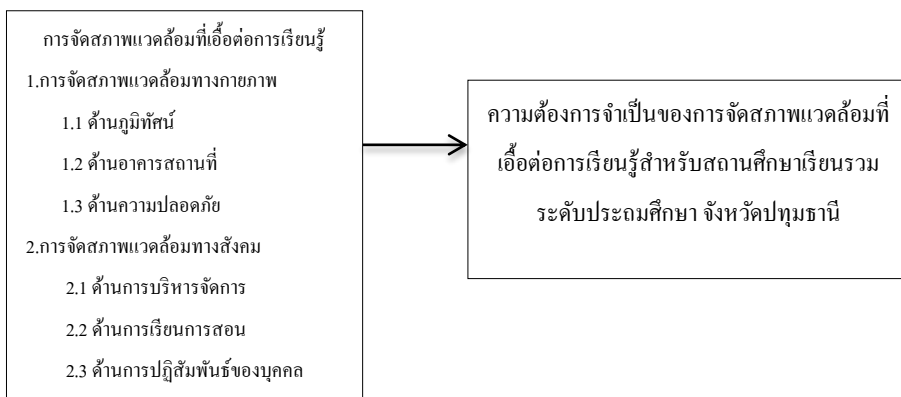 การจัดสภาพแวดล้อมที่เอื้อต่อการเรียนรู้
1.การจัดสภาพแวดล้อมทางกายภาพ
1.1 ด้านภูมิทัศน์
1.2 ด้านอาคารสถานที่
1.3 ด้านความปลอดภัย
2.การจัดสภาพแวดล้อมทางสังคม
2.1 ด้านการบริหารจัดการ
2.2 ด้านการเรียนการสอน
2.3 ด้านการปฏิสัมพันธ์ของบุคคล
ความต้องการจำเป็นของการจัดสภาพแวดล้อมที่
เอื้อต่อการเรียนรู้สำหรับสถานศึกษาเรียนรวม
ระดับประถมศึกษา จังหวัดปทุมธานี